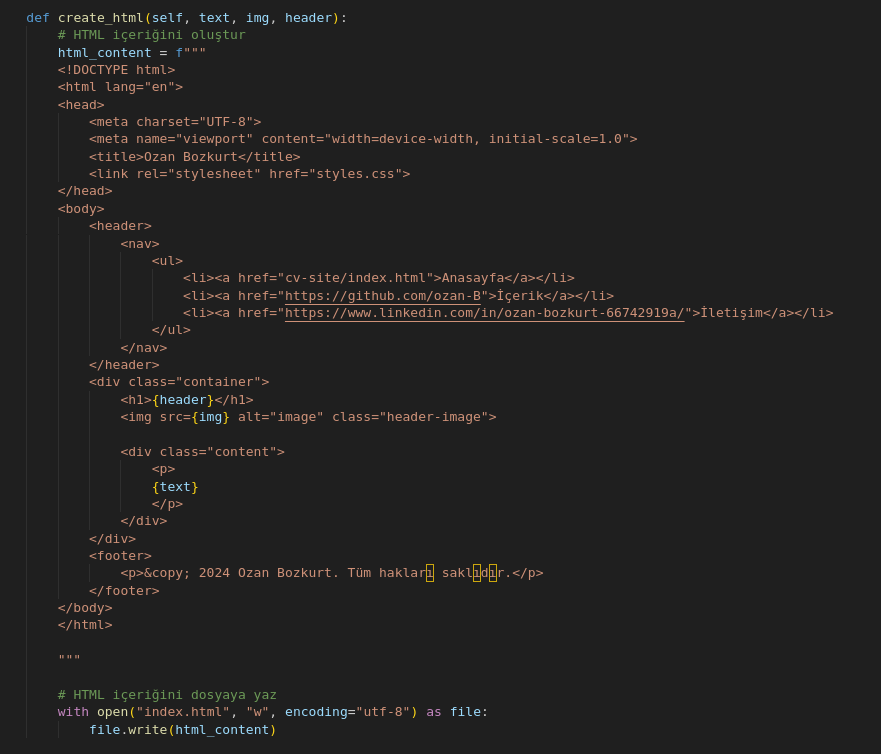 def create_html(self, text, img, header):
# HTML içeriğini oluştur
html_content = f"""
<!DOCTYPE html>
<html lang="en">
<head>
<meta charset="UTF-8">
<meta name="viewport" content="width=device-width, initial-scale=1.0">
<title>Ozan Bozkurt</title>
<link rel="stylesheet" href="styles.css">
</head>
<body>
<header>
<nav>
<ul>
<li><a href="cv-site/index.html">Anasayfa</a></li>
<li><a href="https://github.com/ozan-B">İçerik</a></li>
<li><a href="https://www.linkedin.com/in/ozan-bozkurt-66742919a/">İletişim</a></li>
</ul>
</nav>
</header>
<div class="container">
<h1>{header}</h1>
<img src={img} alt="image" class="header-image">
<div class="content">
<p>
{text}
</p>
</div>
</div>
<footer>
<p>&copy; 2024 Ozan Bozkurt. Tüm hakları saklıdır.</p>
</footer>
</body>
</html>
"""
# HTML içeriğini dosyaya yaz
with open("index.html", "w", encoding="utf-8") as file:
file.write(html_content)